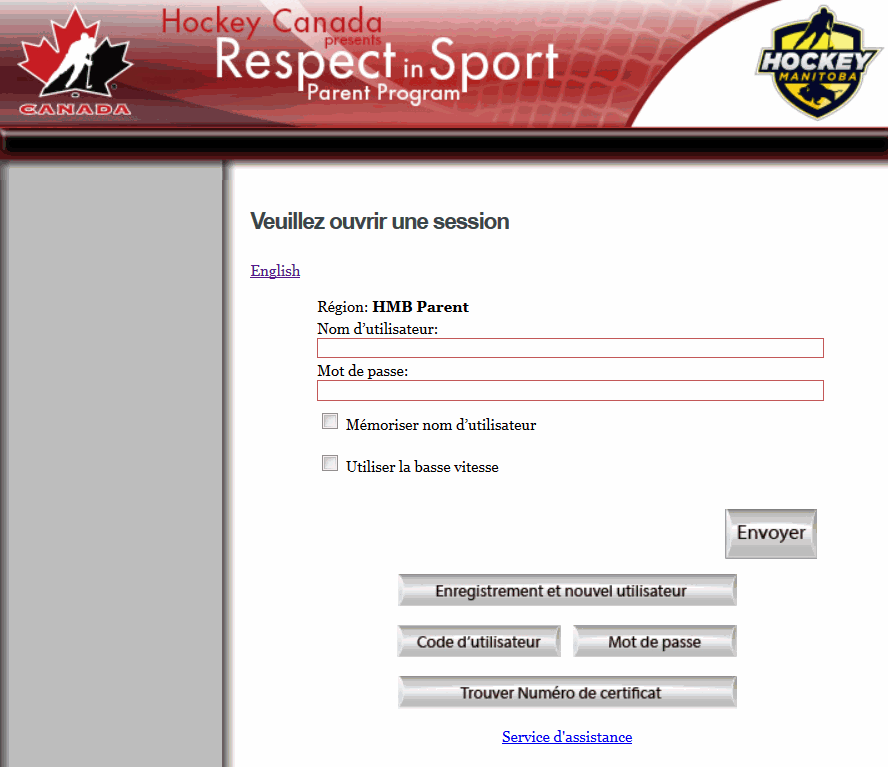 Hockey Canada
presents
Respect in Sport
Parent Program
CANADA
HOCKEY
MANITOBA
Veuillez ouvrir une session
English
Région: HMB Parent
Nom d’utilisateur:
Mot de passe:
Mémoriser nom d’utilisateur
Utiliser la basse vitesse
Envoyer
Enregistrement et nouvel utilisateur
Code d’utilisateur Mot de passe
Trouver Numéro de certificat
Service d'assistance